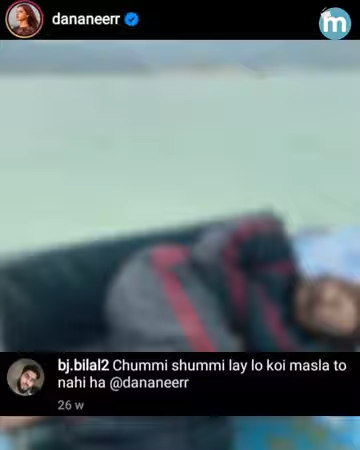 dananeerr
m
bj.bilal2 Chummi shummi lay lo koi masla to
nahi ha @dananeerr
26 w